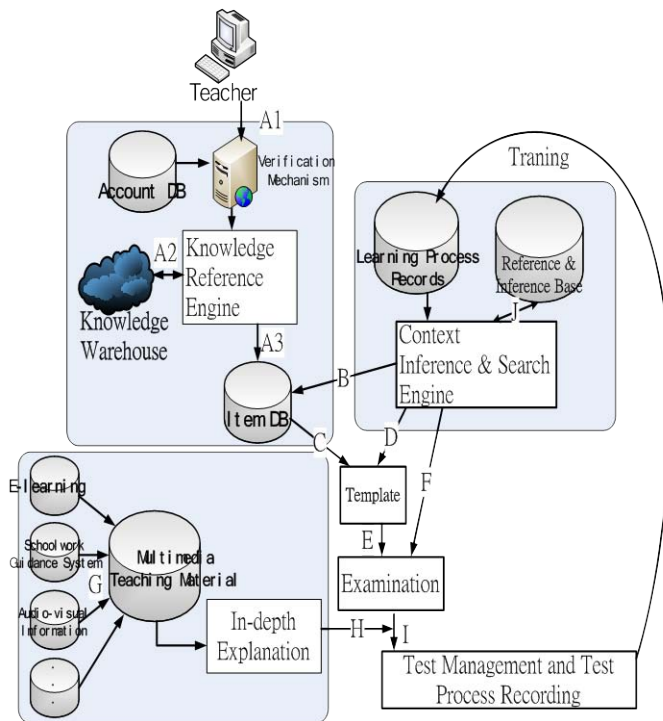 Teacher
A1
Verification
Mechanism
Account DB
A2
Knowledge
Reference
Engine
Knowledge
Warehouse
A3
Item DB
Traning
Learning Process
Records
Reference &
Inference Base
J
Context
Inference & Search
Engine
B
C
D
F
Template
E
Examination
E-learning
Schoolwork
Guidance System
G
Audio-visual
Information
.
.
.
Multimedia
Teaching Material
In-depth
Explanation
H
I
Test Management and Test
Process Recording